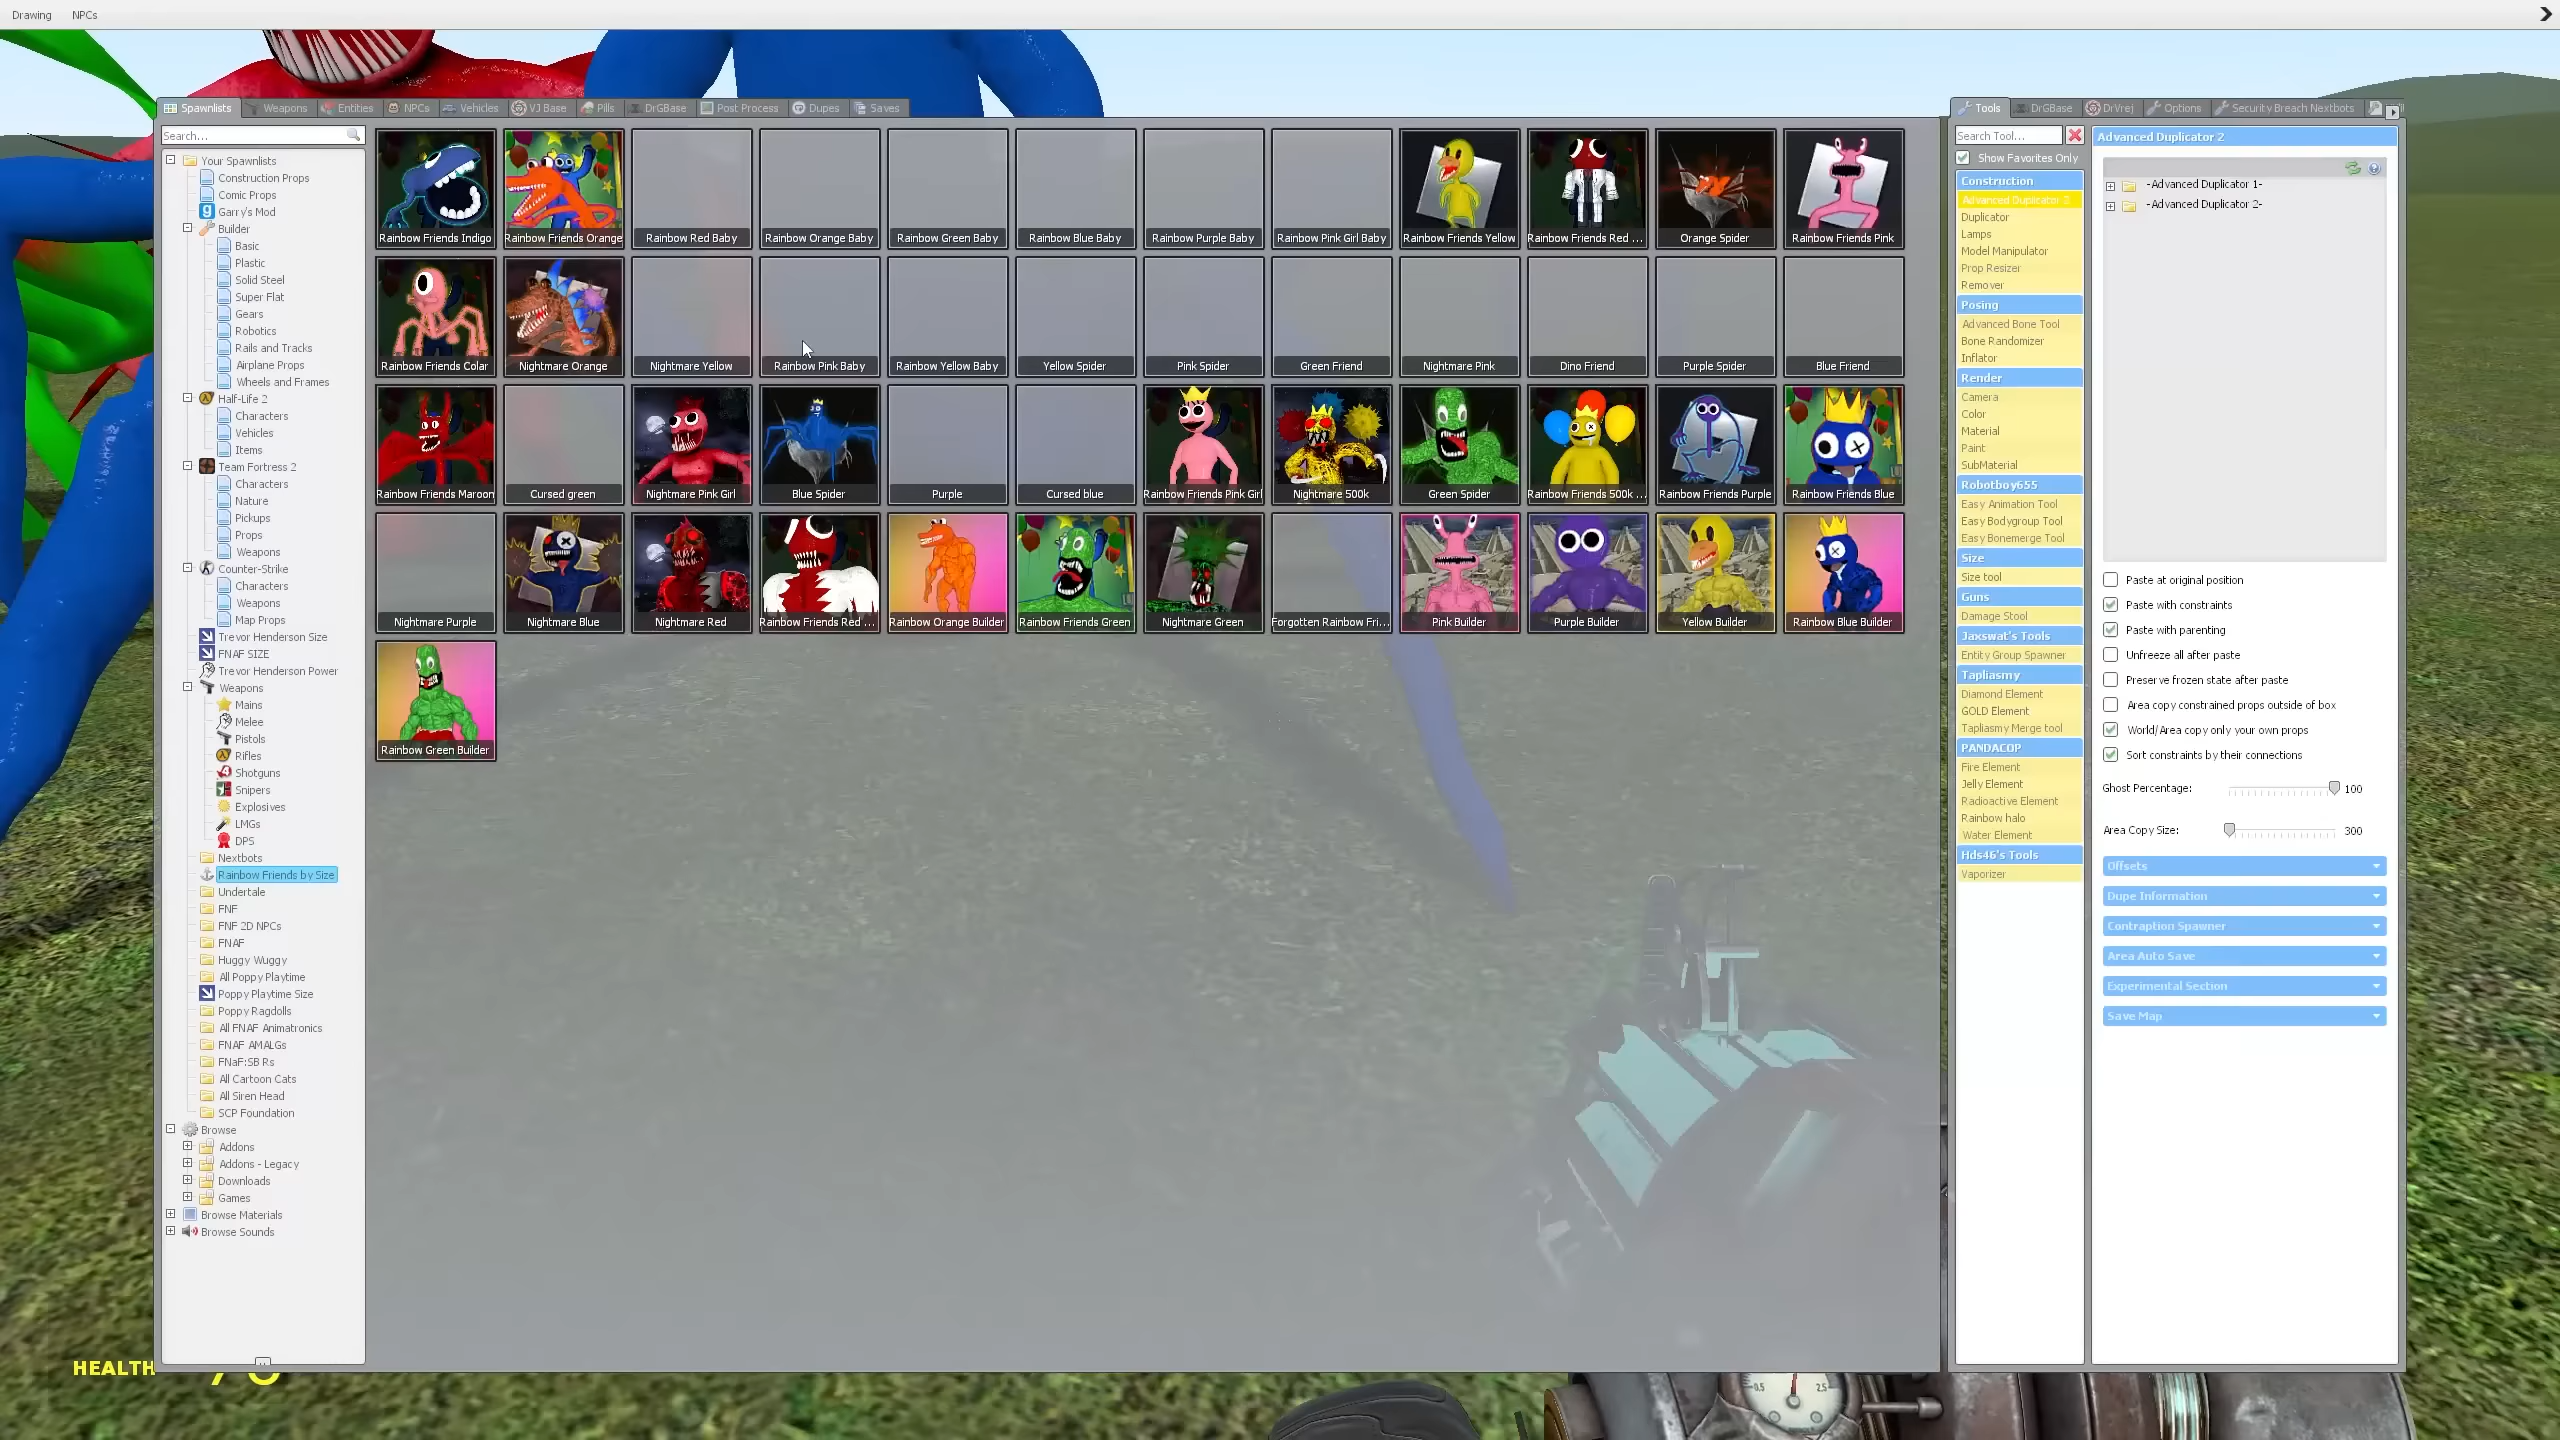 Drawing NPCs
Spawnlists Weapons Entities NPCs Vehicles VJ Base Pills DrGBase Post Process Dupes Saves
Search...
Your Spawnlists
Construction Props
Comic Props
Garry's Mod
Builder
Basic
Plastic
Solid Steel
Super Flat
Gears
Robotics
Rails and Tracks
Airplane Props
Wheels and Frames
Half-Life 2
Characters
Vehicles
Items
Team Fortress 2
Characters
Nature
Pickups
Props
Weapons
Counter-Strike
Characters
Weapons
Map Props
Trevor Henderson Size
FNAF SIZE
Trevor Henderson Power
Weapons
Mains
Melee
Pistols
Rifles
Shotguns
Snipers
Explosives
LMGs
DPS
Nextbots
Rainbow Friends by Size
Undertale
FNF
FNF 2D NPCs
FNAF
Huggy Wuggy
All Poppy Playtime
Poppy Playtime Size
Poppy Ragdolls
All FNAF Animatronics
FNAF AMALGs
FNaF:SB Rs
All Cartoon Cats
All Siren Head
SCP Foundation
Browse
Addons
Addons - Legacy
Downloads
Games
Browse Materials
Browse Sounds
Rainbow Friends Indigo Rainbow Friends Orange Rainbow Red Baby Rainbow Orange Baby Rainbow Green Baby Rainbow Blue Baby Rainbow Purple Baby Rainbow Pink Girl Baby Rainbow Friends Yellow Rainbow Friends Red ... Orange Spider Rainbow Friends Pink
Rainbow Friends Colar Nightmare Orange Nightmare Yellow Rainbow Pink Baby Rainbow Yellow Baby Yellow Spider Pink Spider Green Friend Nightmare Pink Dino Friend Purple Spider Blue Friend
Rainbow Friends Maroon Cursed green Nightmare Pink Girl Blue Spider Purple Cursed blue Rainbow Friends Pink Girl Nightmare 500k Green Spider Rainbow Friends 500k ... Rainbow Friends Purple Rainbow Friends Blue
Nightmare Purple Nightmare Blue Nightmare Red Rainbow Friends Red ... Rainbow Orange Builder Rainbow Friends Green Nightmare Green Forgotten Rainbow Fri... Pink Builder Purple Builder Yellow Builder Rainbow Blue Builder
Rainbow Green Builder
Tools DrGBase DrVrej Options Security Breach Nextbots
Search Tool...
Show Favorites Only
Construction
Advanced Duplicator 2
Duplicator
Lamps
Model Manipulator
Prop Resizer
Remover
Posing
Advanced Bone Tool
Bone Randomizer
Inflator
Render
Camera
Color
Material
Paint
SubMaterial
Robotboy655
Easy Animation Tool
Easy Bodygroup Tool
Easy Bonemerge Tool
Size
Size tool
Guns
Damage Stool
Jaxswat's Tools
Entity Group Spawner
Tapliasmy
Diamond Element
GOLD Element
Tapliasmy Merge tool
PANDACOP
Fire Element
Jelly Element
Radioactive Element
Rainbow halo
Water Element
Hds46's Tools
Vaporizer
Advanced Duplicator 2
-Advanced Duplicator 1-
-Advanced Duplicator 2-
Paste at original position
Paste with constraints
Paste with parenting
Unfreeze all after paste
Preserve frozen state after paste
Area copy constrained props outside of box
World/Area copy only your own props
Sort constraints by their connections
Ghost Percentage: 100
Area Copy Size: 300
Offsets
Dupe Information
Contraption Spawner
Area Auto Save
Experimental Section
Save Map
HEALTH
0.5 2.5